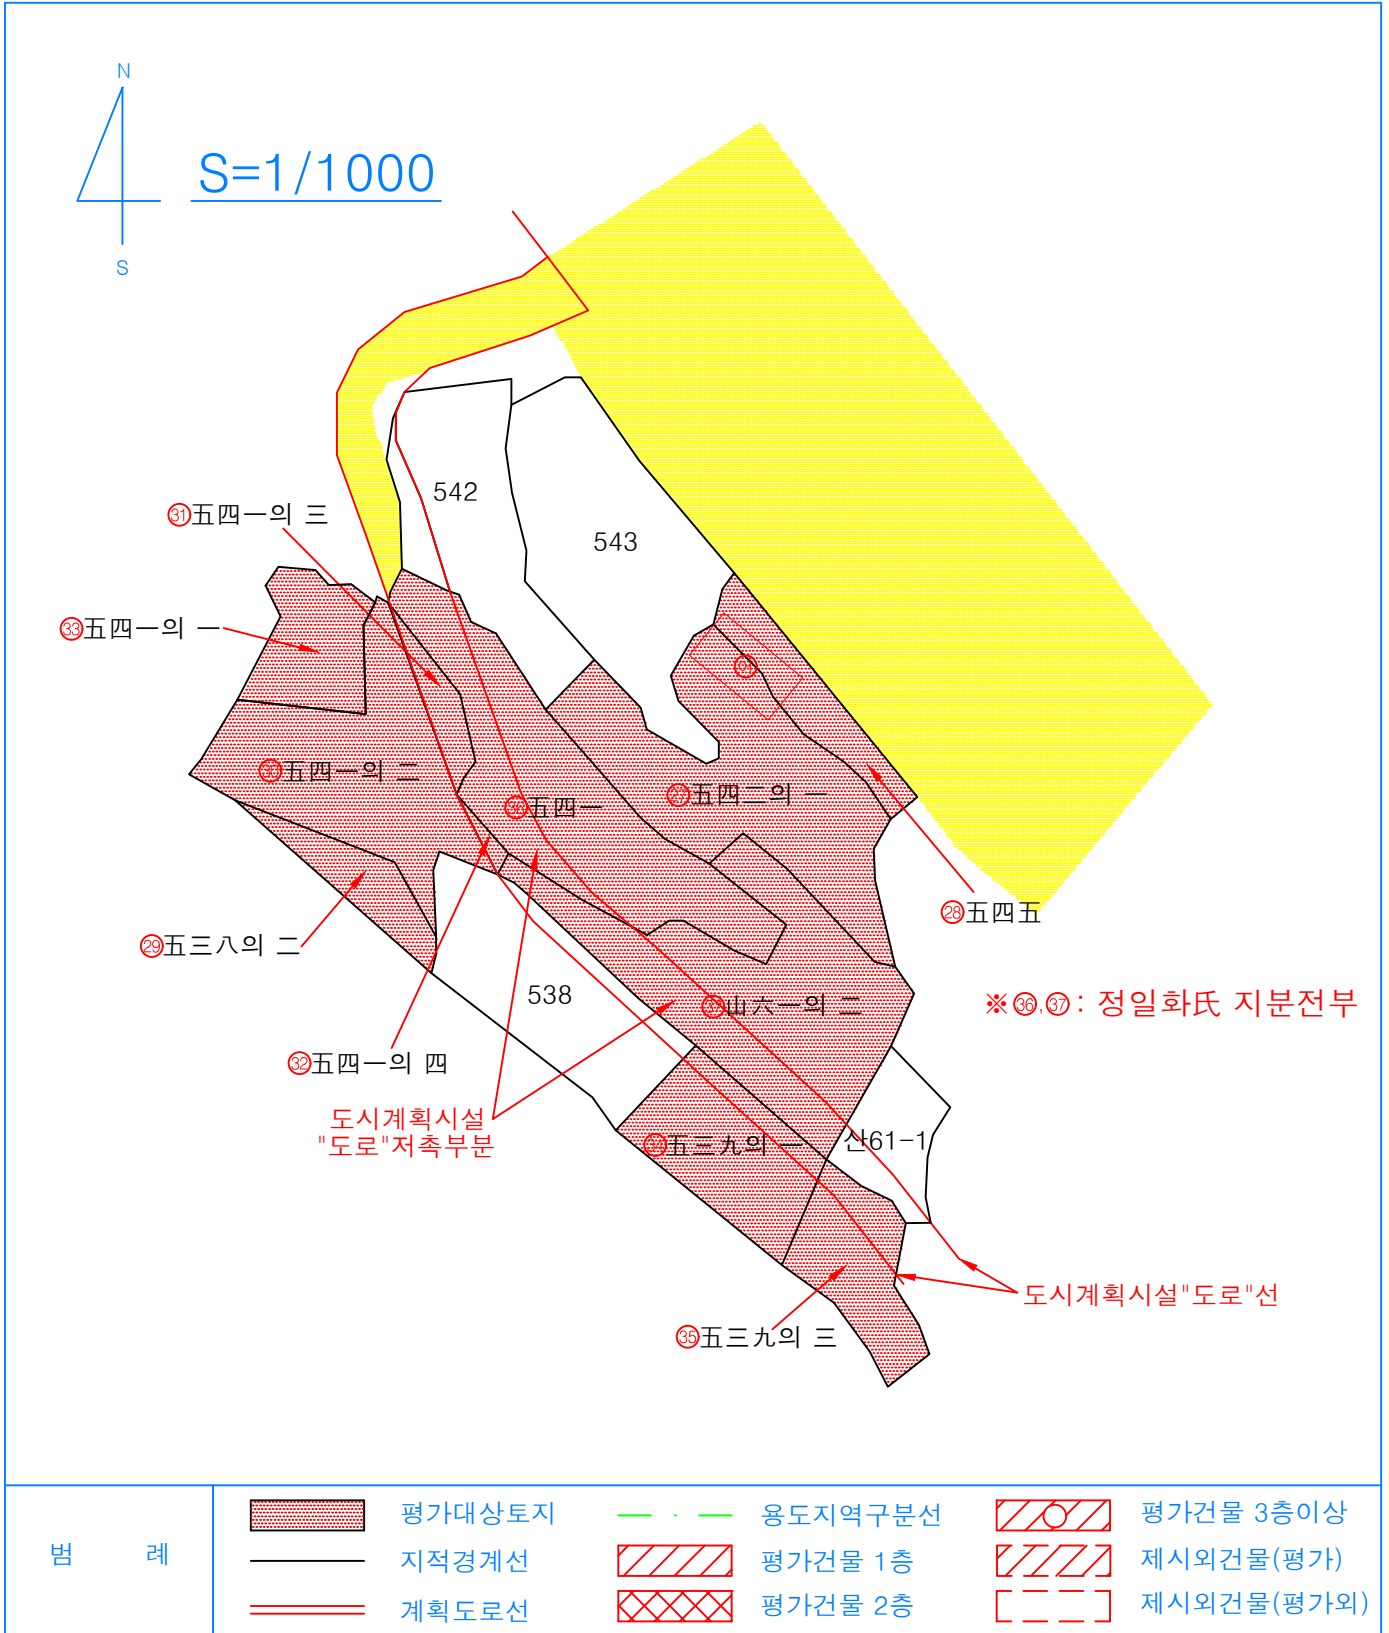 N
S=1/1000
S
542
543
㉛五四一의 三
㉝五四一의 一
㉚五四一의 二
㊱五四一
㉗五四二의 一
㉘五四五
㉙五三八의 二
538
㊲山六一의 二
※㊱,㊲ : 정일화氏 지분전부
㉜五四一의 四
도시계획시설
"도로"저촉부분
㉞五三九의 一
산61-1
도시계획시설"도로"선
㉟五三九의 三
범 례
평가대상토지
지적경계선
계획도로선
용도지역구분선
평가건물 1층
평가건물 2층
평가건물 3층이상
제시외건물(평가)
제시외건물(평가외)